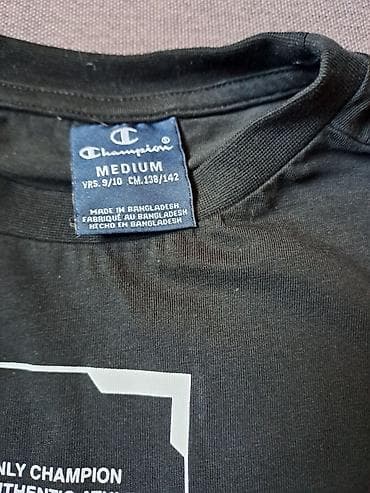 Champion®
MEDIUM
YRS. 9/10 CM.138/142
MADE IN BANGLADESH
FABRIQUÉ AU BANGLADESH
HECHO EN BANGLADESH
NLY CHAMPION